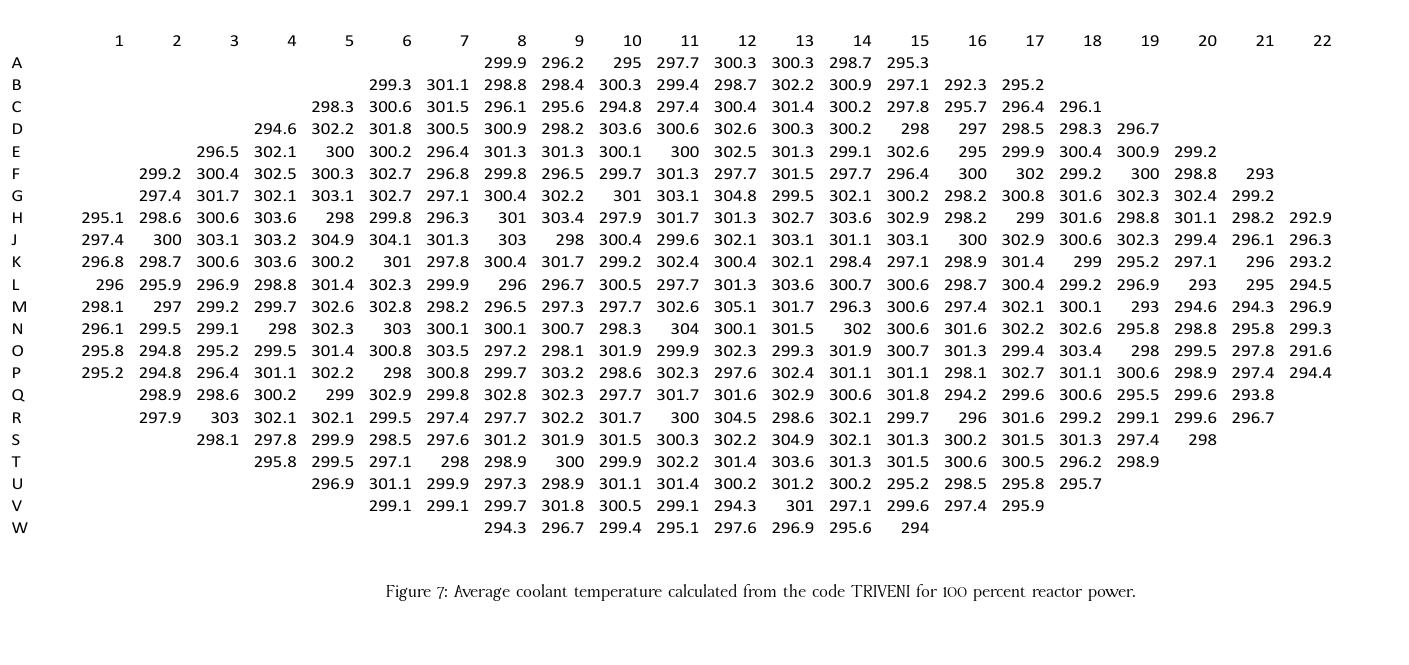 1 2 3 4 5 6 7 8 9 10 11 12 13 14 15 16 17 18 19 20 21 22
A 299.9 296.2 295 297.7 300.3 300.3 298.7 295.3
B 299.3 301.1 298.8 298.4 300.3 299.4 298.7 302.2 300.9 297.1 292.3 295.2
C 298.3 300.6 301.5 296.1 295.6 294.8 297.4 300.4 301.4 300.2 297.8 295.7 296.4 296.1
D 294.6 302.2 301.8 300.5 300.9 298.2 303.6 300.6 302.6 300.3 300.2 298 297 298.5 298.3 296.7
E 296.5 302.1 300 300.2 296.4 301.3 301.3 300.1 300 302.5 301.3 299.1 302.6 295 299.9 300.4 300.9 299.2
F 299.2 300.4 302.5 300.3 302.7 296.8 299.8 296.5 299.7 301.3 297.7 301.5 297.7 296.4 300 302 299.2 300 298.8 293
G 297.4 301.7 302.1 303.1 302.7 297.1 300.4 302.2 301 303.1 304.8 299.5 302.1 300.2 298.2 300.8 301.6 302.3 302.4 299.2
H 295.1 298.6 300.6 303.6 298 299.8 296.3 301 303.4 297.9 301.7 301.3 302.7 303.6 302.9 298.2 299 301.6 298.8 301.1 298.2 292.9
J 297.4 300 303.1 303.2 304.9 304.1 301.3 303 298 300.4 299.6 302.1 303.1 301.1 303.1 300 302.9 300.6 302.3 299.4 296.1 296.3
K 296.8 298.7 300.6 303.6 300.2 301 297.8 300.4 301.7 299.2 302.4 300.4 302.1 298.4 297.1 298.9 301.4 299 295.2 297.1 296 293.2
L 296 295.9 296.9 298.8 301.4 302.3 299.9 296 296.7 300.5 297.7 301.3 303.6 300.7 300.6 298.7 300.4 299.2 296.9 293 295 294.5
M 298.1 297 299.2 299.7 302.6 302.8 298.2 296.5 297.3 297.7 302.6 305.1 301.7 296.3 300.6 297.4 302.1 300.1 293 294.6 294.3 296.9
N 296.1 299.5 299.1 298 302.3 303 300.1 300.1 300.7 298.3 304 300.1 301.5 302 300.6 301.6 302.2 302.6 295.8 298.8 295.8 299.3
O 295.8 294.8 295.2 299.5 301.4 300.8 303.5 297.2 298.1 301.9 299.9 302.3 299.3 301.9 300.7 301.3 299.4 303.4 298 299.5 297.8 291.6
P 295.2 294.8 296.4 301.1 302.2 298 300.8 299.7 303.2 298.6 302.3 297.6 302.4 301.1 301.1 298.1 302.7 301.1 300.6 298.9 297.4 294.4
Q 298.9 298.6 300.2 299 302.9 299.8 302.8 302.3 297.7 301.7 301.6 302.9 300.6 301.8 294.2 299.6 300.6 295.5 299.6 293.8
R 297.9 303 302.1 302.1 299.5 297.4 297.7 302.2 301.7 300 304.5 298.6 302.1 299.7 296 301.6 299.2 299.1 299.6 296.7
S 298.1 297.8 299.9 298.5 297.6 301.2 301.9 301.5 300.3 302.2 304.9 302.1 301.3 300.2 301.5 301.3 297.4 298
T 295.8 299.5 297.1 298 298.9 300 299.9 302.2 301.4 303.6 301.3 301.5 300.6 300.5 296.2 298.9
U 296.9 301.1 299.9 297.3 298.9 301.1 301.4 300.2 301.2 300.2 295.2 298.5 295.8 295.7
V 299.1 299.1 299.7 301.8 300.5 299.1 294.3 301 297.1 299.6 297.4 295.9
W 294.3 296.7 299.4 295.1 297.6 296.9 295.6 294
Figure 7: Average coolant temperature calculated from the code TRIVENI for 100 percent reactor power.